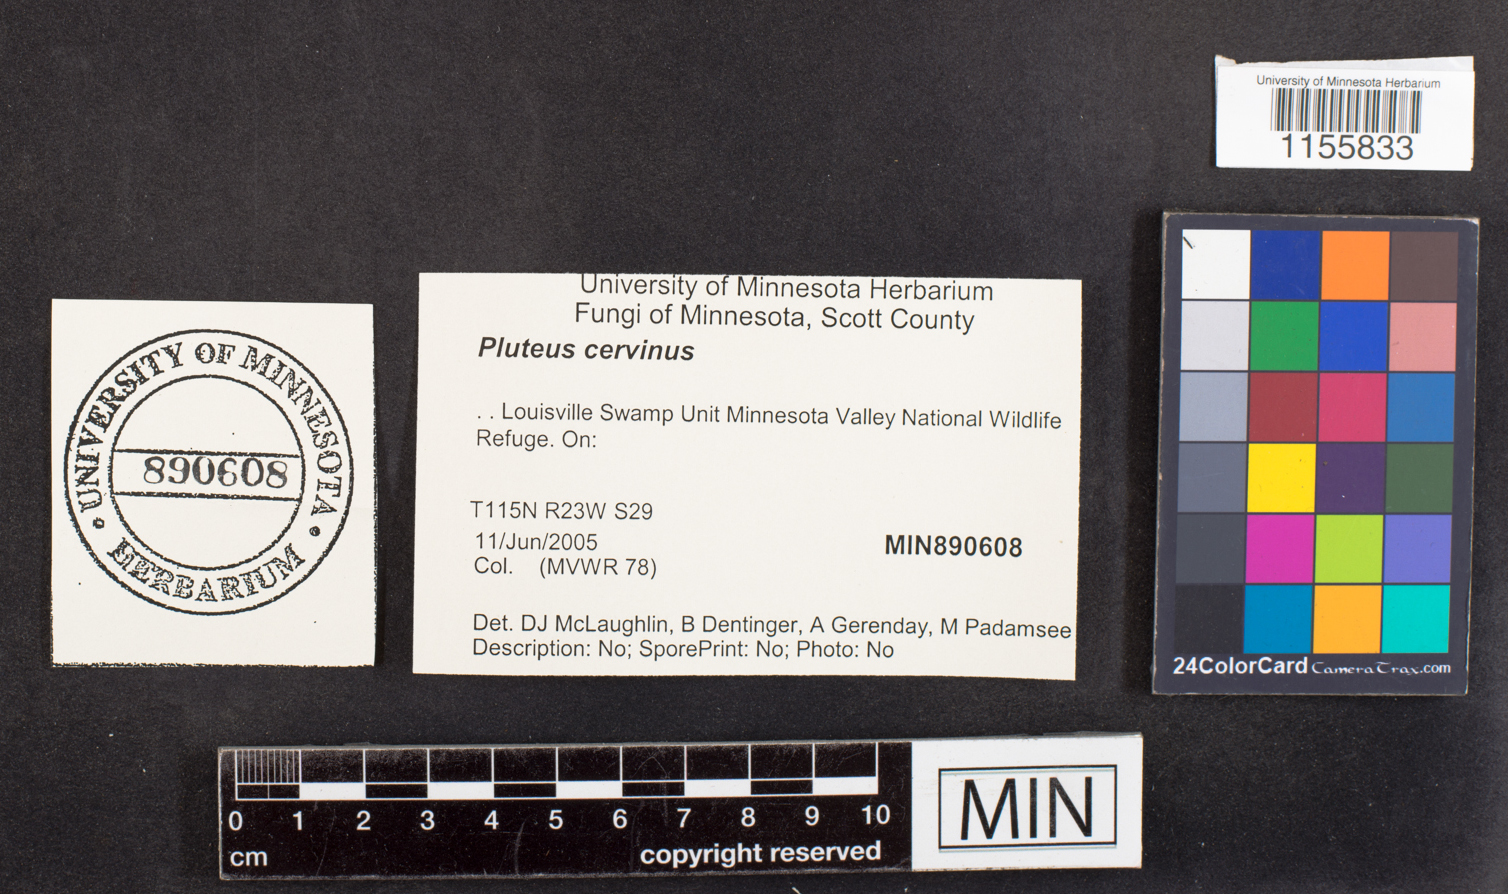 University of Minnesota Herbarium
1155833
University of Minnesota Herbarium
Fungi of Minnesota, Scott County
Pluteus cervinus
. . Louisville Swamp Unit Minnesota Valley National Wildlife
Refuge. On:
T115N R23W S29
11/Jun/2005
MIN890608
Col. (MVWR 78)
Det. DJ McLaughlin, B Dentinger, A Gerenday, M Padamsee
Description: No; SporePrint: No; Photo: No
UNIVERSITY OF MINNESOTA
890608
HERBARIUM
24ColorCard CameraTrax.com
0 1 2 3 4 5 6 7 8 9 10
cm
copyright reserved
MIN